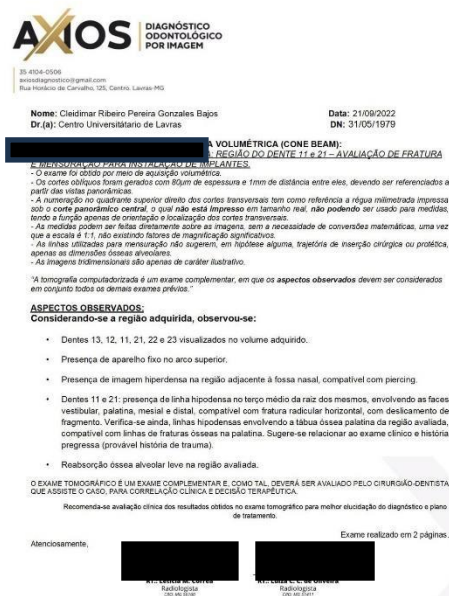 AXIOS
DIAGNÓSTICO
ODONTOLÓGICO
POR IMAGEM
35 4104-0506
axiosdiagnostico@gmail.com
Rua Horácio de Carvalho, 125, Centro. Lavras-MG
Nome: Cleidimar Ribeiro Pereira Gonzales Bajos Data: 21/09/2022
Dr.(a): Centro Universitátario de Lavras DN: 31/05/1979
A VOLUMÉTRICA (CONE BEAM):
: REGIÃO DO DENTE 11 e 21 – AVALIAÇÃO DE FRATURA
E MENSURAÇÃO PARA INSTALAÇÃO DE IMPLANTES.
- O exame foi obtido por meio de aquisição volumétrica.
- Os cortes oblíquos foram gerados com 80µm de espessura e 1mm de distância entre eles, devendo ser referenciados a
partir das vistas panorâmicas.
- A numeração no quadrante superior direito dos cortes transversais tem como referência a régua milimetrada impressa
sob o corte panorâmico central, o qual não está impresso em tamanho real, não podendo ser usado para medidas,
tendo a função apenas de orientação e localização dos cortes transversais.
- As medidas podem ser feitas diretamente sobre as imagens, sem a necessidade de conversões matemáticas, uma vez
que a escala é 1:1, não existindo fatores de magnificação significativos.
- As linhas utilizadas para mensuração não sugerem, em hipótese alguma, trajetória de inserção cirúrgica ou protética,
apenas as dimensões ósseas alveolares.
- As Imagens tridimensionais são apenas de caráter ilustrativo.
"A tomografia computadorizada é um exame complementar, em que os aspectos observados devem ser considerados
em conjunto todos os demais exames prévios."
ASPECTOS OBSERVADOS:
Considerando-se a região adquirida, observou-se:
• Dentes 13, 12, 11, 21, 22 e 23 visualizados no volume adquirido.
• Presença de aparelho fixo no arco superior.
• Presença de imagem hiperdensa na região adjacente à fossa nasal, compatível com piercing.
• Dentes 11 e 21: presença de linha hipodensa no terço médio da raiz dos mesmos, envolvendo as faces
vestibular, palatina, mesial e distal, compatível com fratura radicular horizontal, com deslicamento de
fragmento. Verifica-se ainda, linhas hipodensas envolvendo a tábua óssea palatina da região avaliada,
compatível com linhas de fraturas ósseas na palatina. Sugere-se relacionar ao exame clínico e história
pregressa (provável história de trauma).
• Reabsorção óssea alveolar leve na região avaliada.
O EXAME TOMOGRÁFICO É UM EXAME COMPLEMENTAR E, COMO TAL, DEVERÁ SER AVALIADO PELO CIRURGIÃO-DENTISTA
QUE ASSISTE O CASO, PARA CORRELAÇÃO CLÍNICA E DECISÃO TERAPÊUTICA.
Recomenda-se avaliação clínica dos resultados obtidos no exame tomográfico para melhor elucidação do diagnóstico e plano
de tratamento.
Exame realizado em 2 páginas.
Atenciosamente,
RT.: Letícia M. Corrêa RT.: Luiza C. C. de Oliveira
Radiologista Radiologista